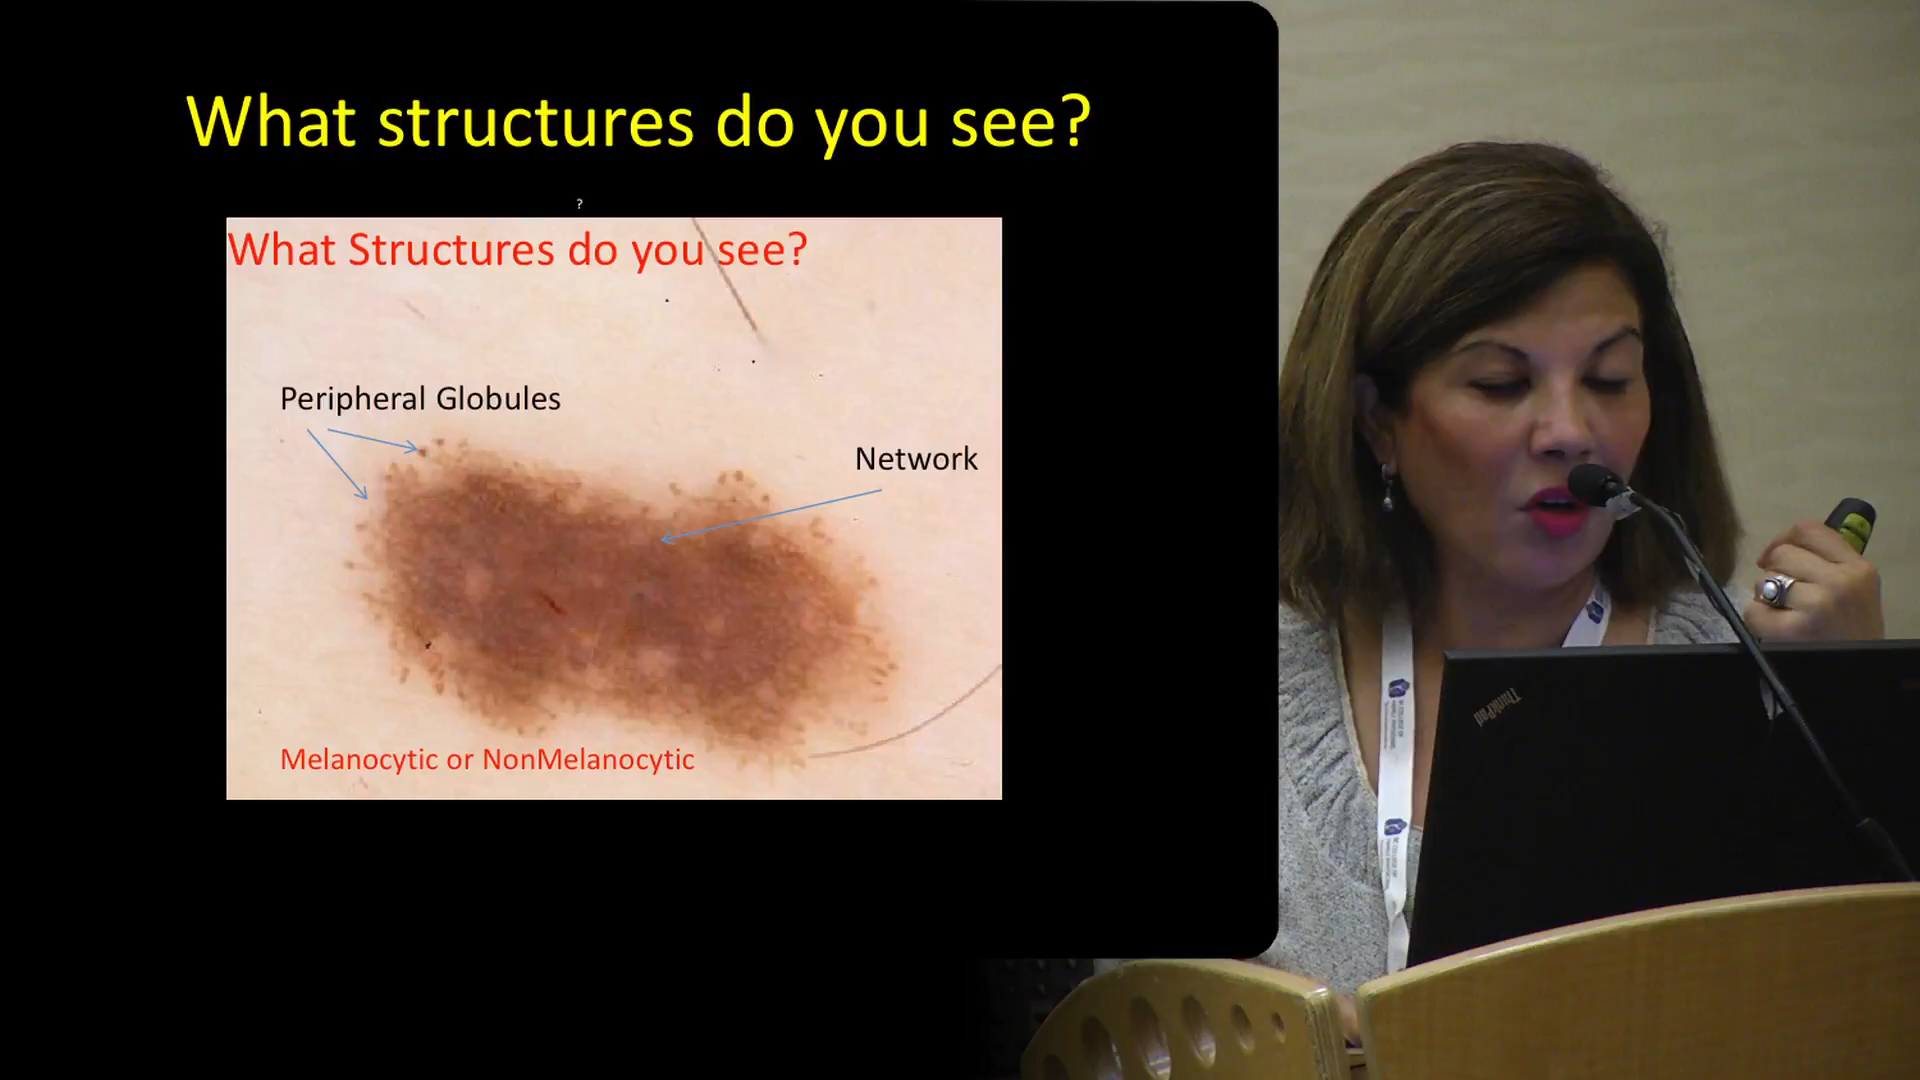 What structures do you see?
?
What Structures do you see?
Peripheral Globules
Network
Melanocytic or NonMelanocytic
ThinkPad